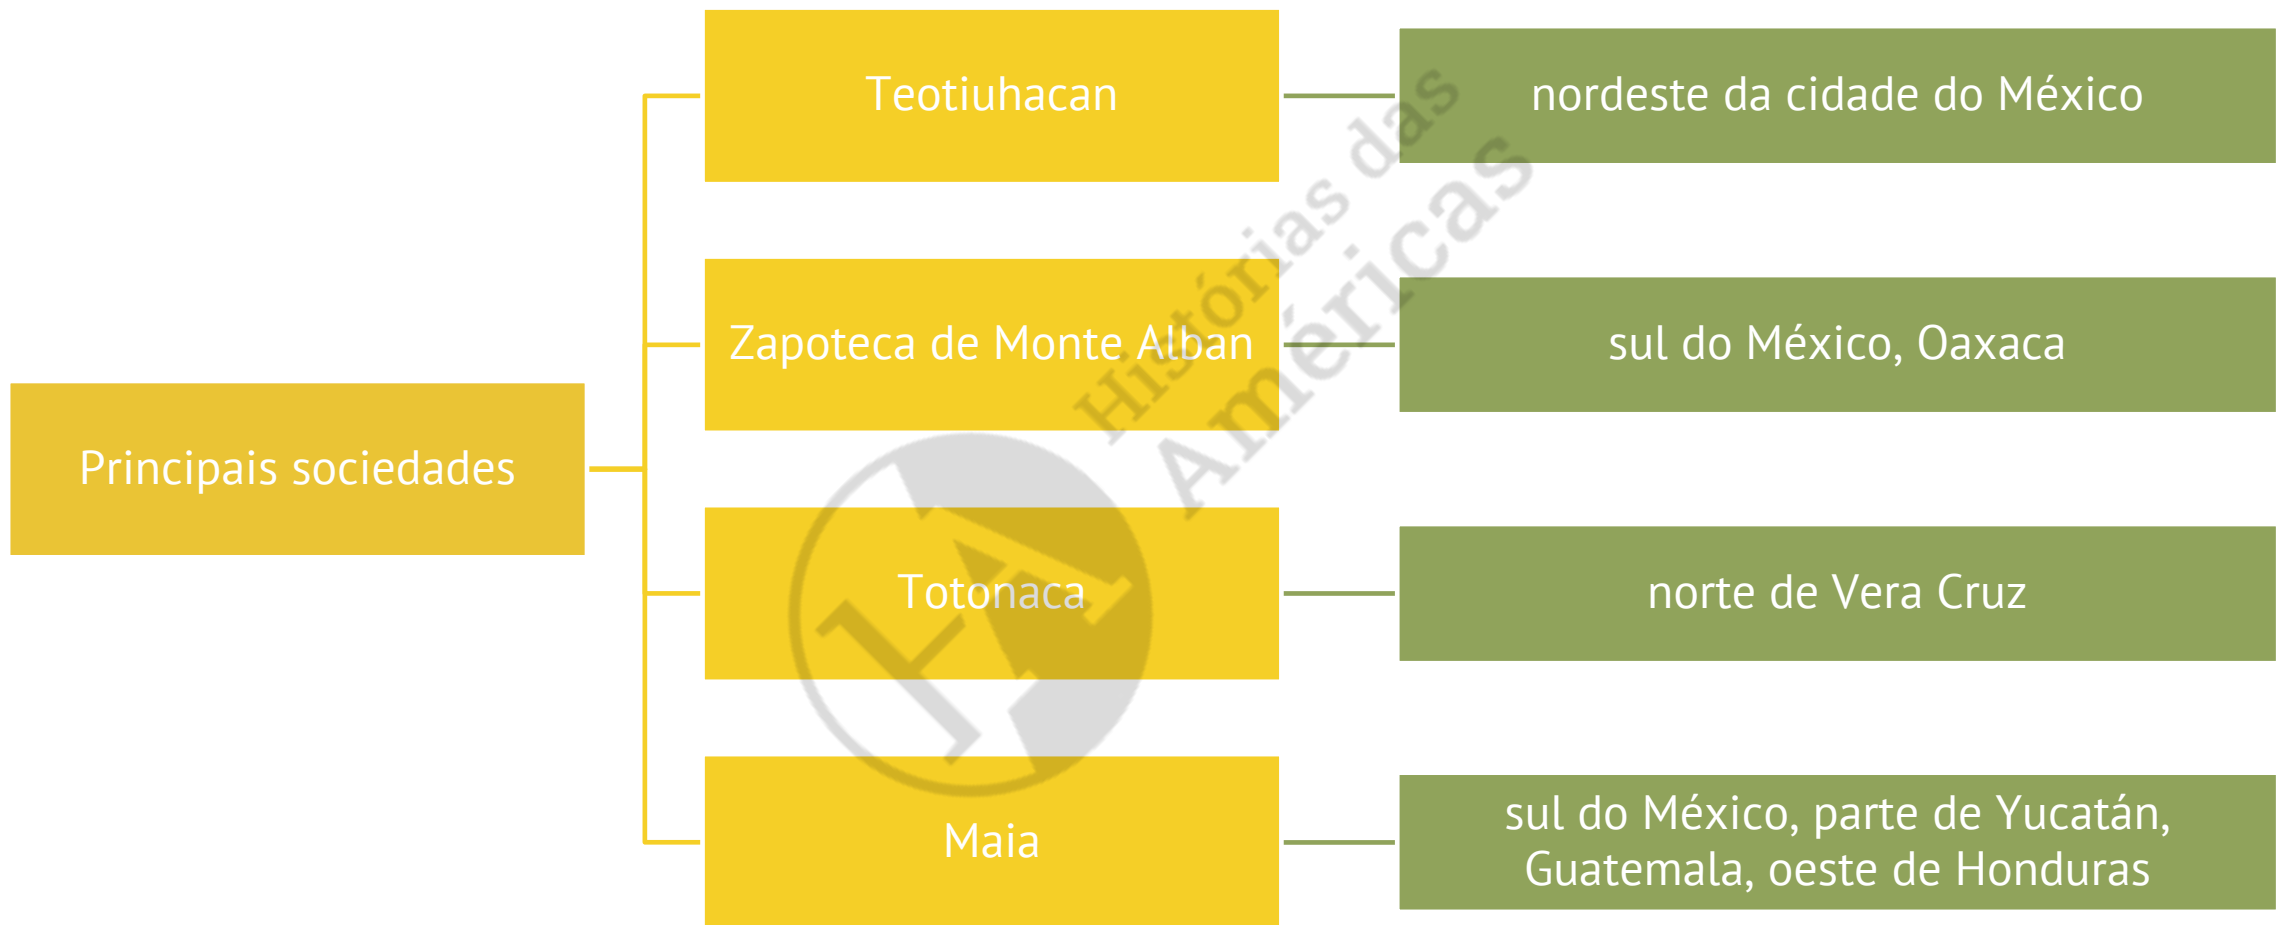 Teotiuhacan
nordeste da cidade do México
Zapoteca de Monte Alban
sul do México, Oaxaca
Principais sociedades
Totonaca
norte de Vera Cruz
Maia
sul do México, parte de Yucatán,
Guatemala, oeste de Honduras
Histórias das
Américas
HA